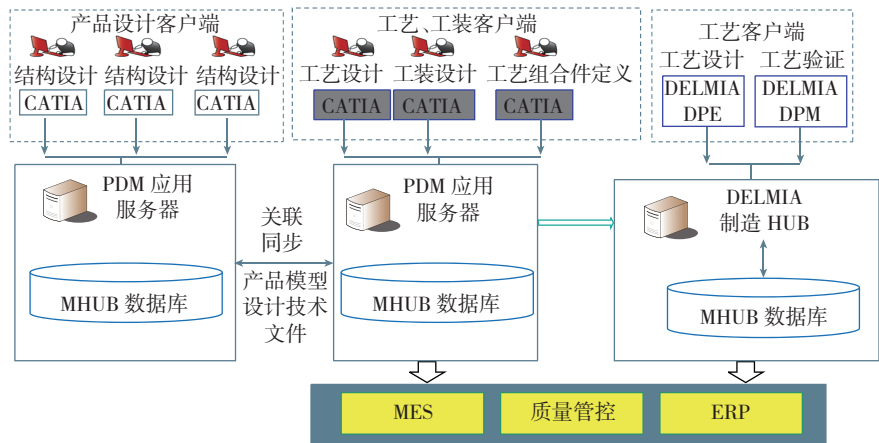 产品设计客户端
结构设计 结构设计 结构设计
CATIA CATIA CATIA
工艺、工装客户端
工艺设计 工装设计 工艺组合件定义
CATIA CATIA CATIA
工艺客户端
工艺设计 工艺验证
DELMIA DPE
DELMIA DPM
PDM 应用
服务器
MHUB 数据库
关联
同步
产品模型
设计技术
文件
PDM 应用
服务器
MHUB 数据库
DELMIA
制造 HUB
MHUB 数据库
MES 质量管控 ERP